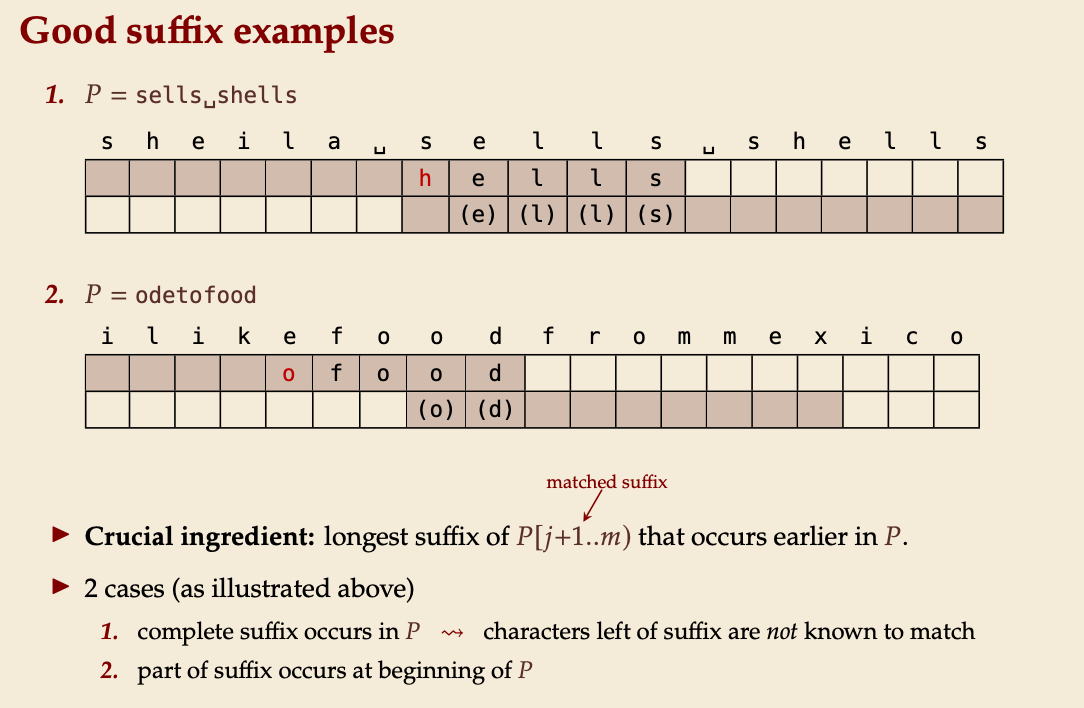 Good suffix examples
1. P = sells␣shells
s h e i l a ␣ s e l l s ␣ s h e l l s
h e l l s
(e) (l) (l) (s)
2. P = odetofood
i l i k e f o o d f r o m m e x i c o
o f o o d
(o) (d)
matched suffix
▶ Crucial ingredient: longest suffix of P[j+1..m) that occurs earlier in P.
▶ 2 cases (as illustrated above)
1. complete suffix occurs in P ⇝ characters left of suffix are not known to match
2. part of suffix occurs at beginning of P